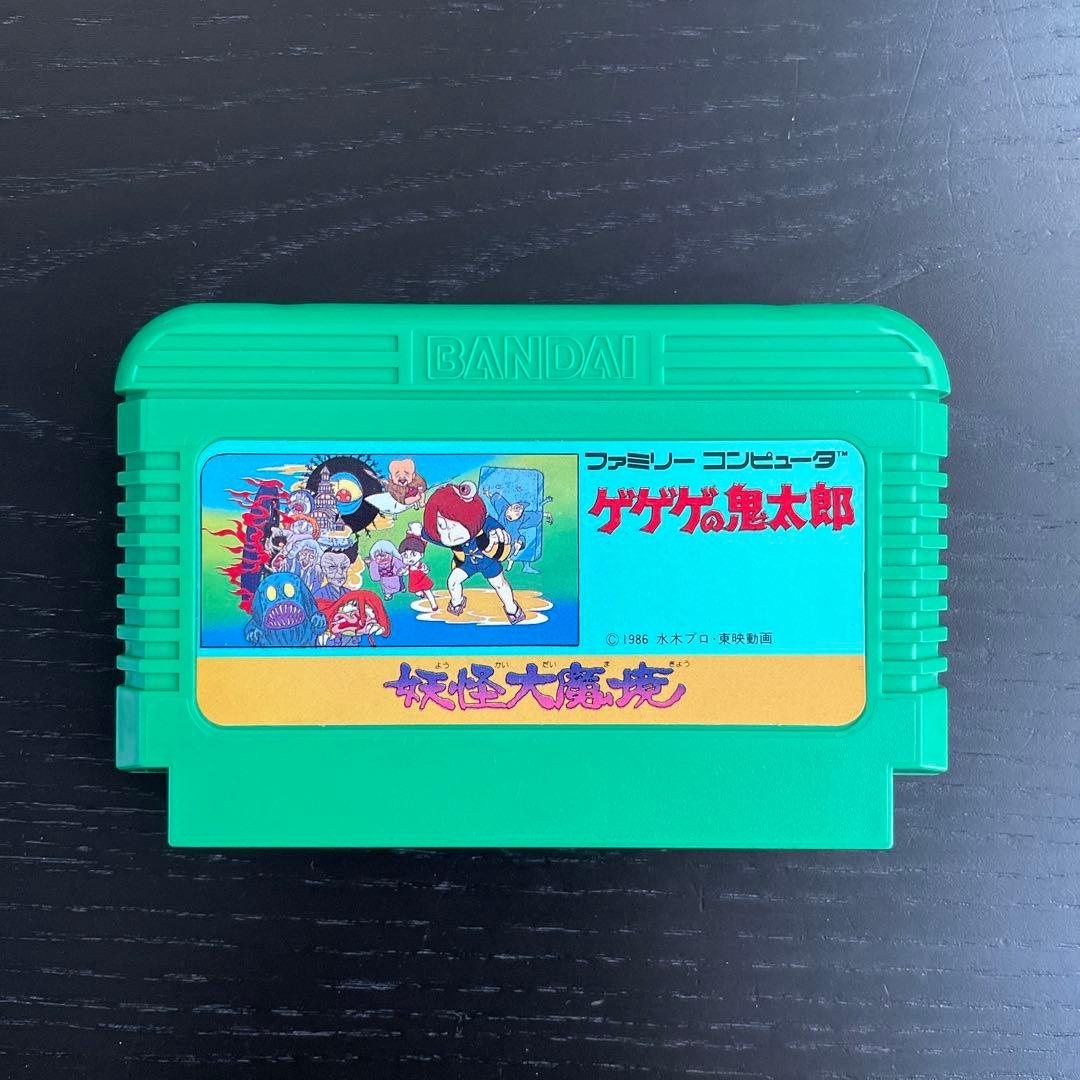 BANDAI
ファミリー コンピュータ™
ゲゲゲの鬼太郎
©1986 水木プロ・東映動画
よう かい だい ま きょう
妖怪大魔境